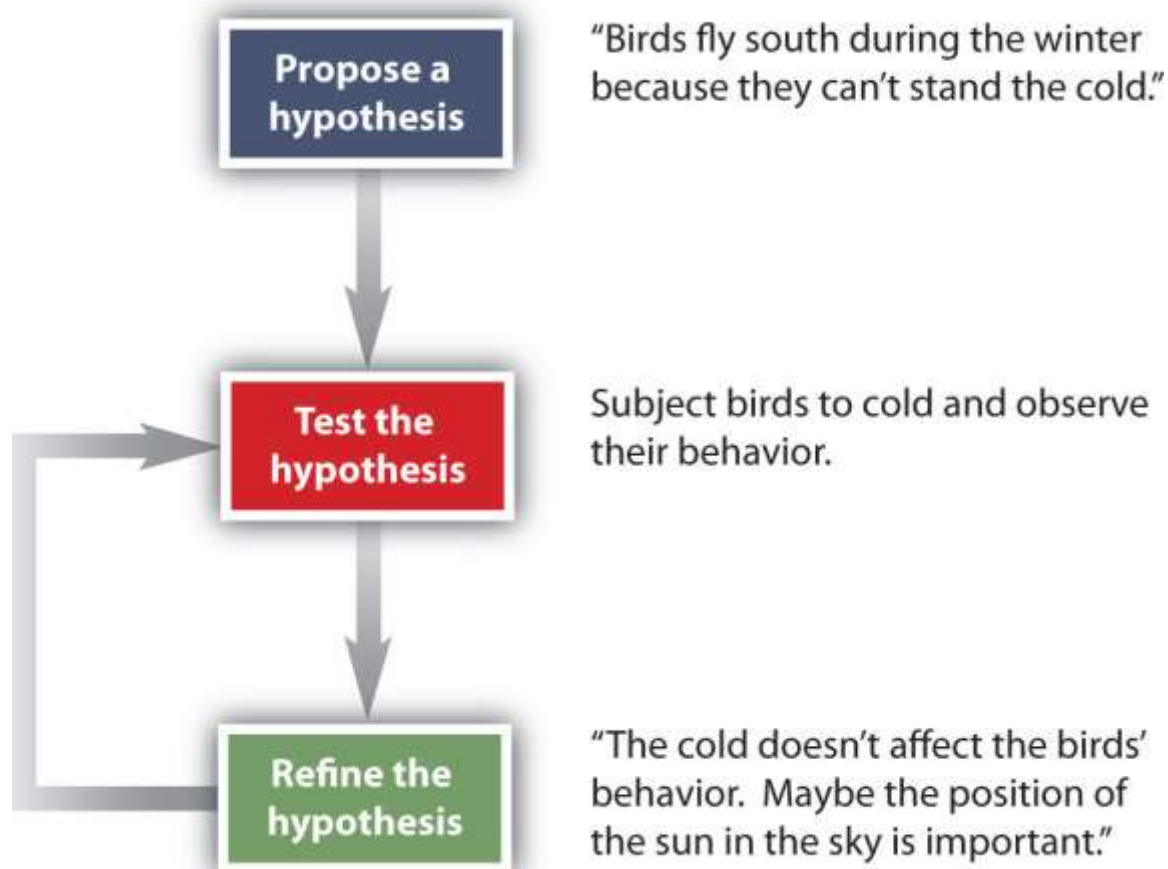 Propose a
hypothesis
“Birds fly south during the winter
because they can’t stand the cold.”
Test the
hypothesis
Subject birds to cold and observe
their behavior.
Refine the
hypothesis
“The cold doesn’t affect the birds’
behavior.  Maybe the position of
the sun in the sky is important.”